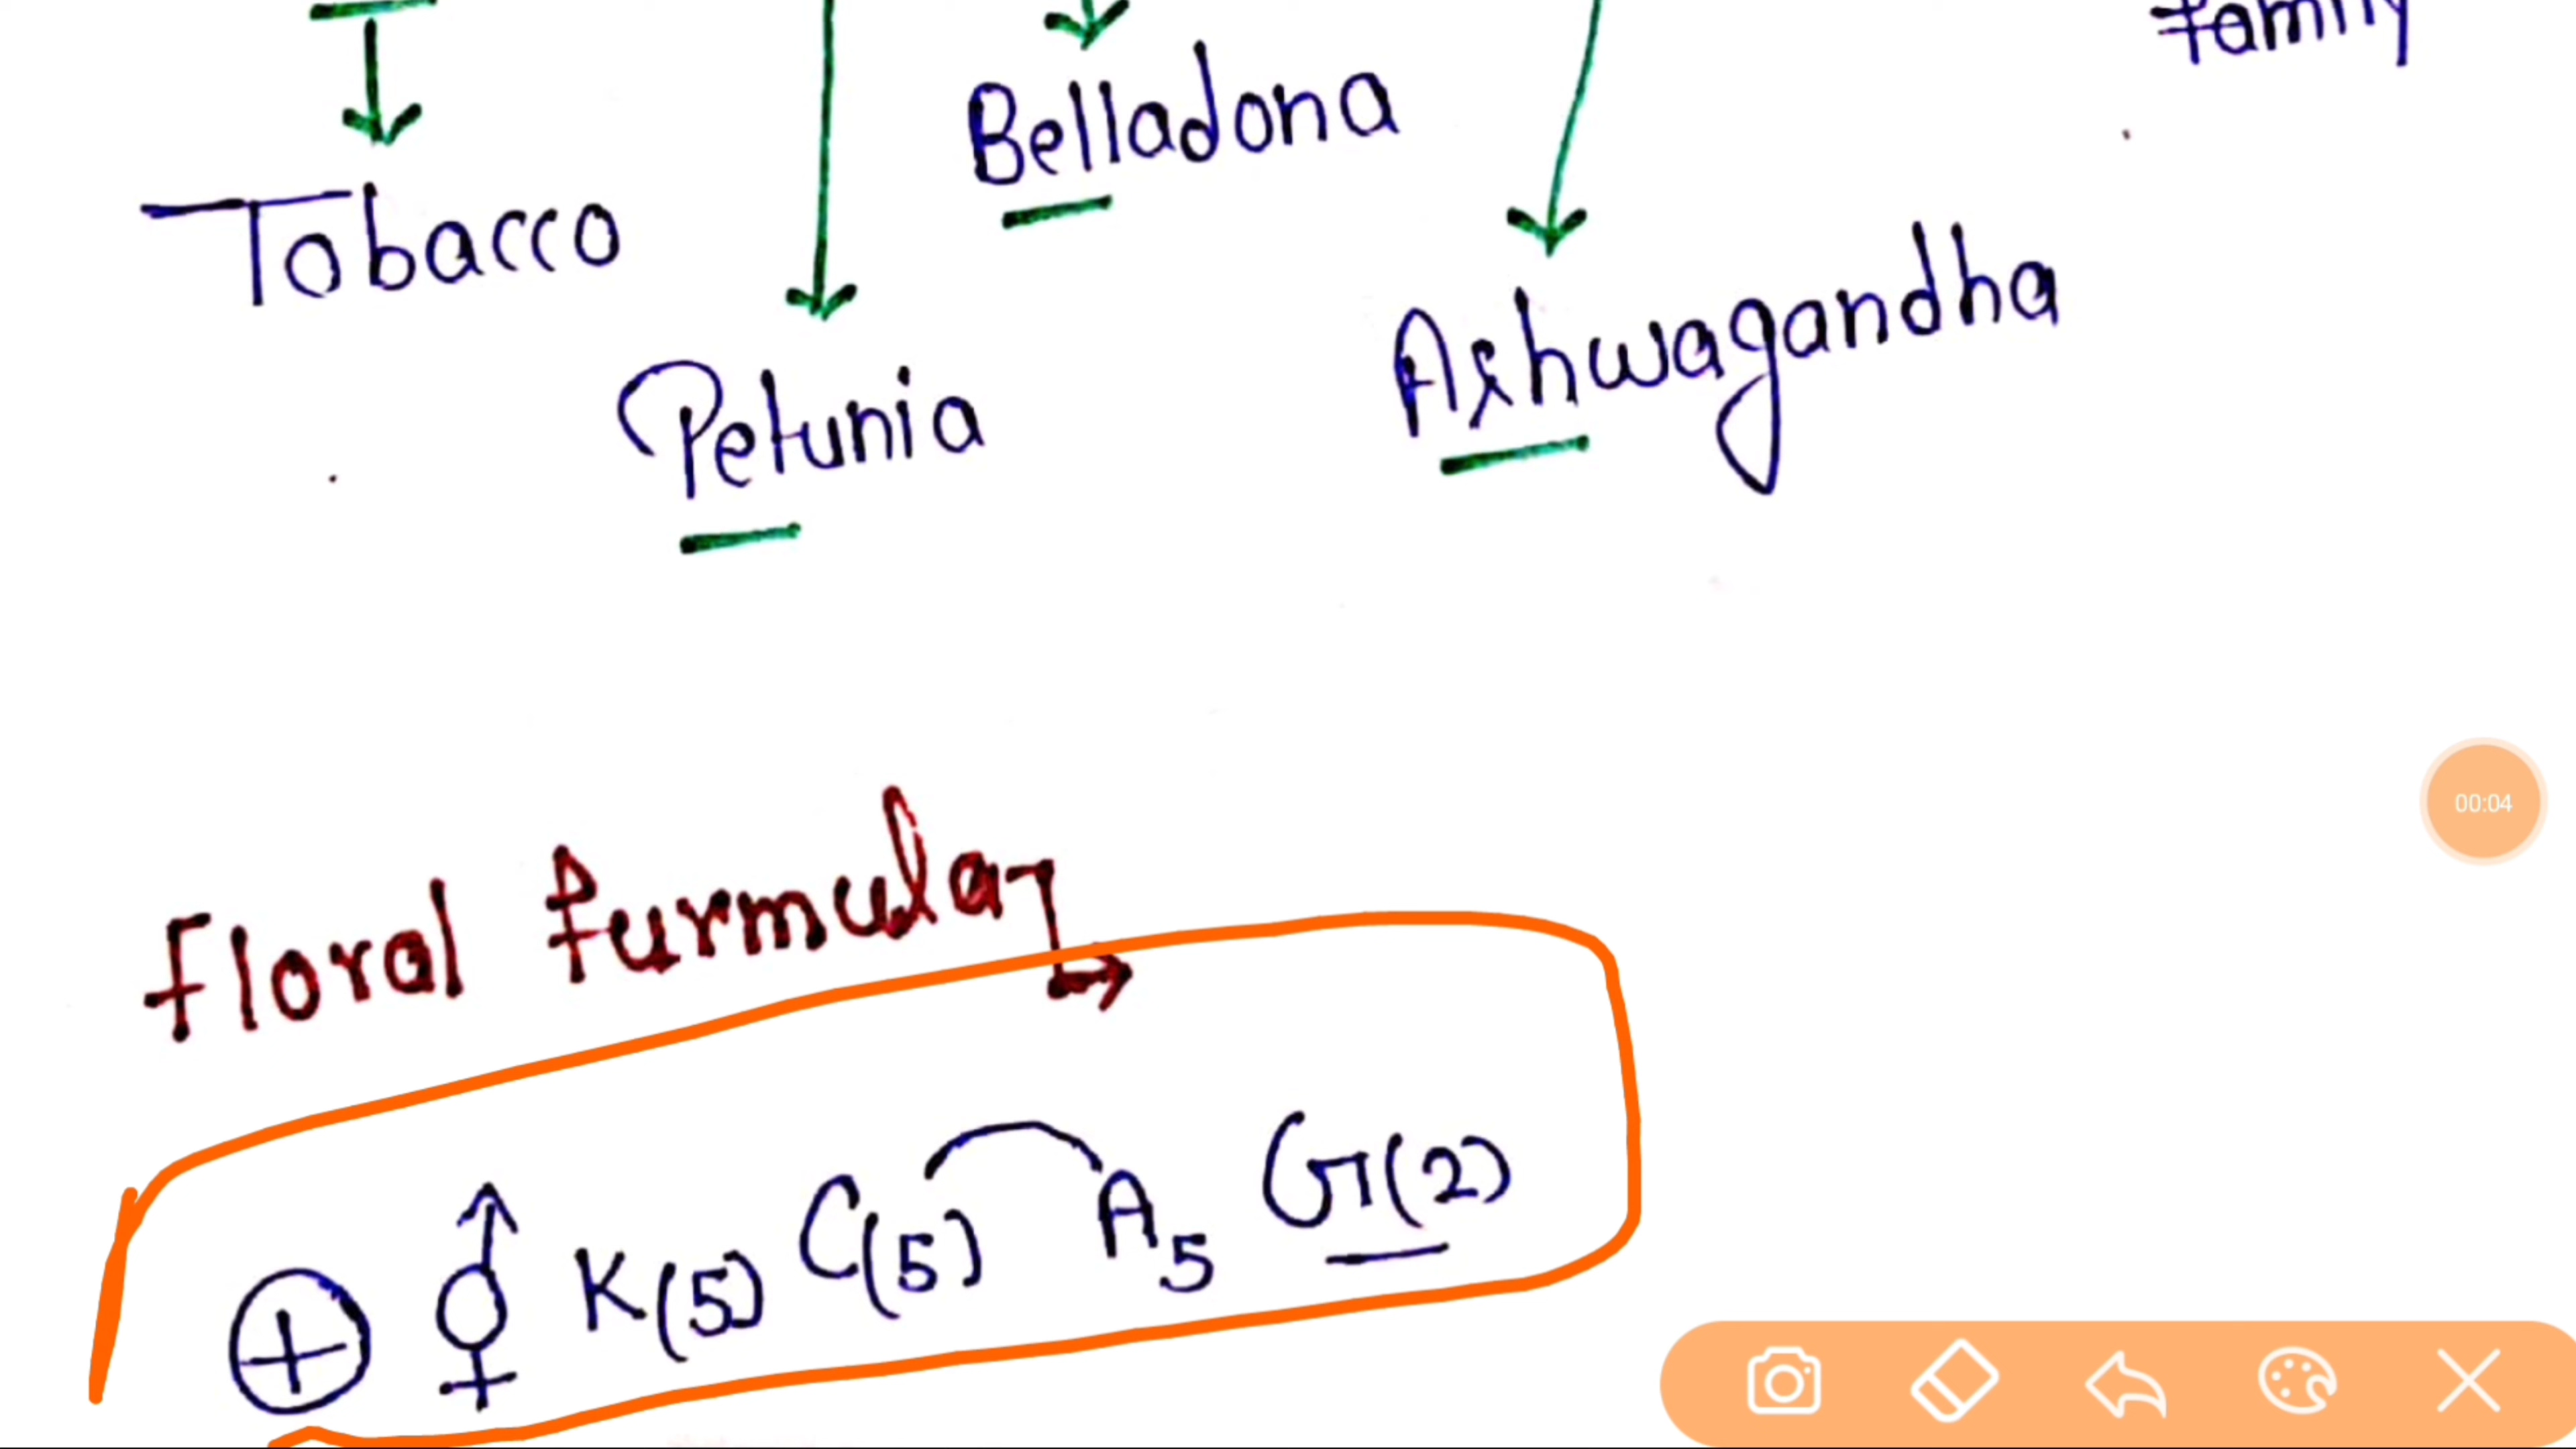 family
Belladona
Tobacco
Ashwagandha
Petunia
00:04
Floral furmula
⊕ ⚥ K(5) C(5) A5 G(2)